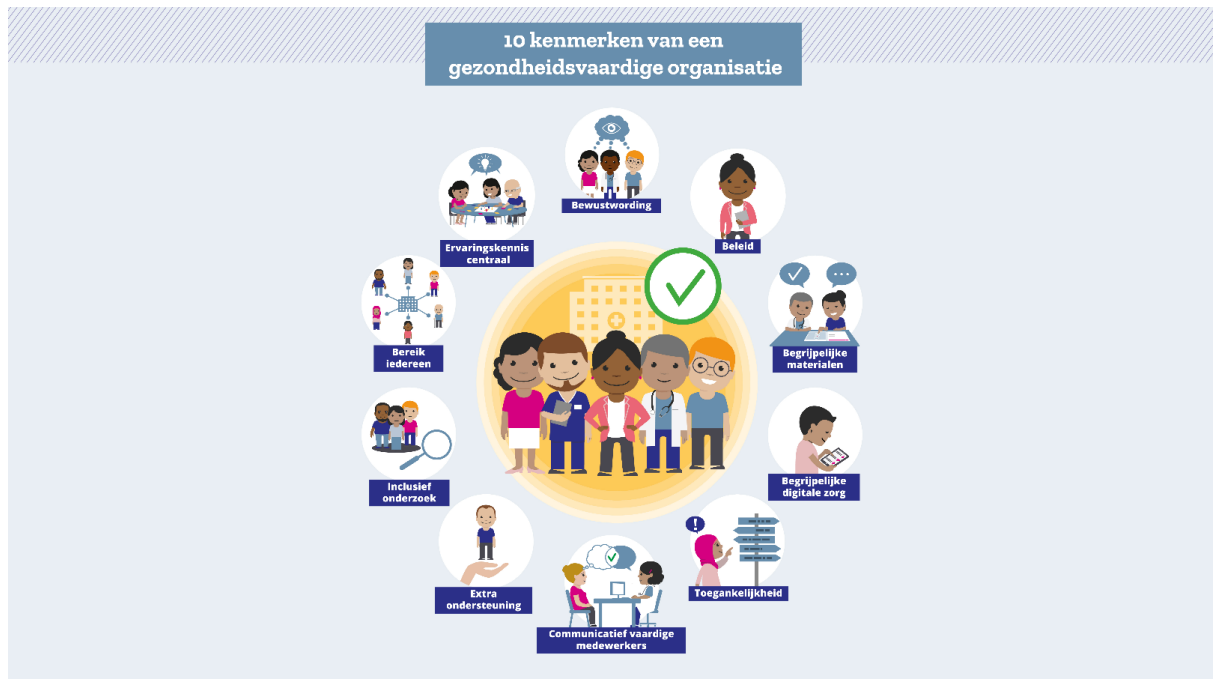 10 kenmerken van een
gezondheidsvaardige organisatie
Bewustwording
Beleid
Begrijpelijke
materialen
Begrijpelijke
digitale zorg
Toegankelijkheid
Communicatief vaardige
medewerkers
Extra
ondersteuning
Inclusief
onderzoek
Bereik
iedereen
Ervaringskennis
centraal